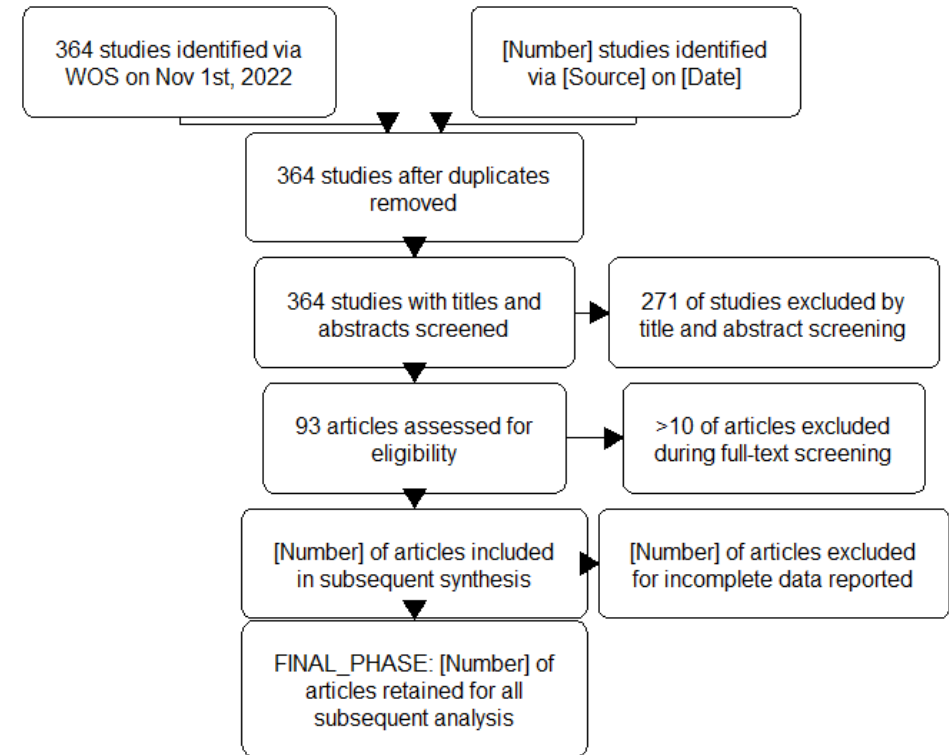 364 studies identified via
WOS on Nov 1st, 2022
[Number] studies identified
via [Source] on [Date]
364 studies after duplicates
removed
364 studies with titles and
abstracts screened
271 of studies excluded by
title and abstract screening
93 articles assessed for
eligibility
>10 of articles excluded
during full-text screening
[Number] of articles included
in subsequent synthesis
[Number] of articles excluded
for incomplete data reported
FINAL_PHASE: [Number] of
articles retained for all
subsequent analysis